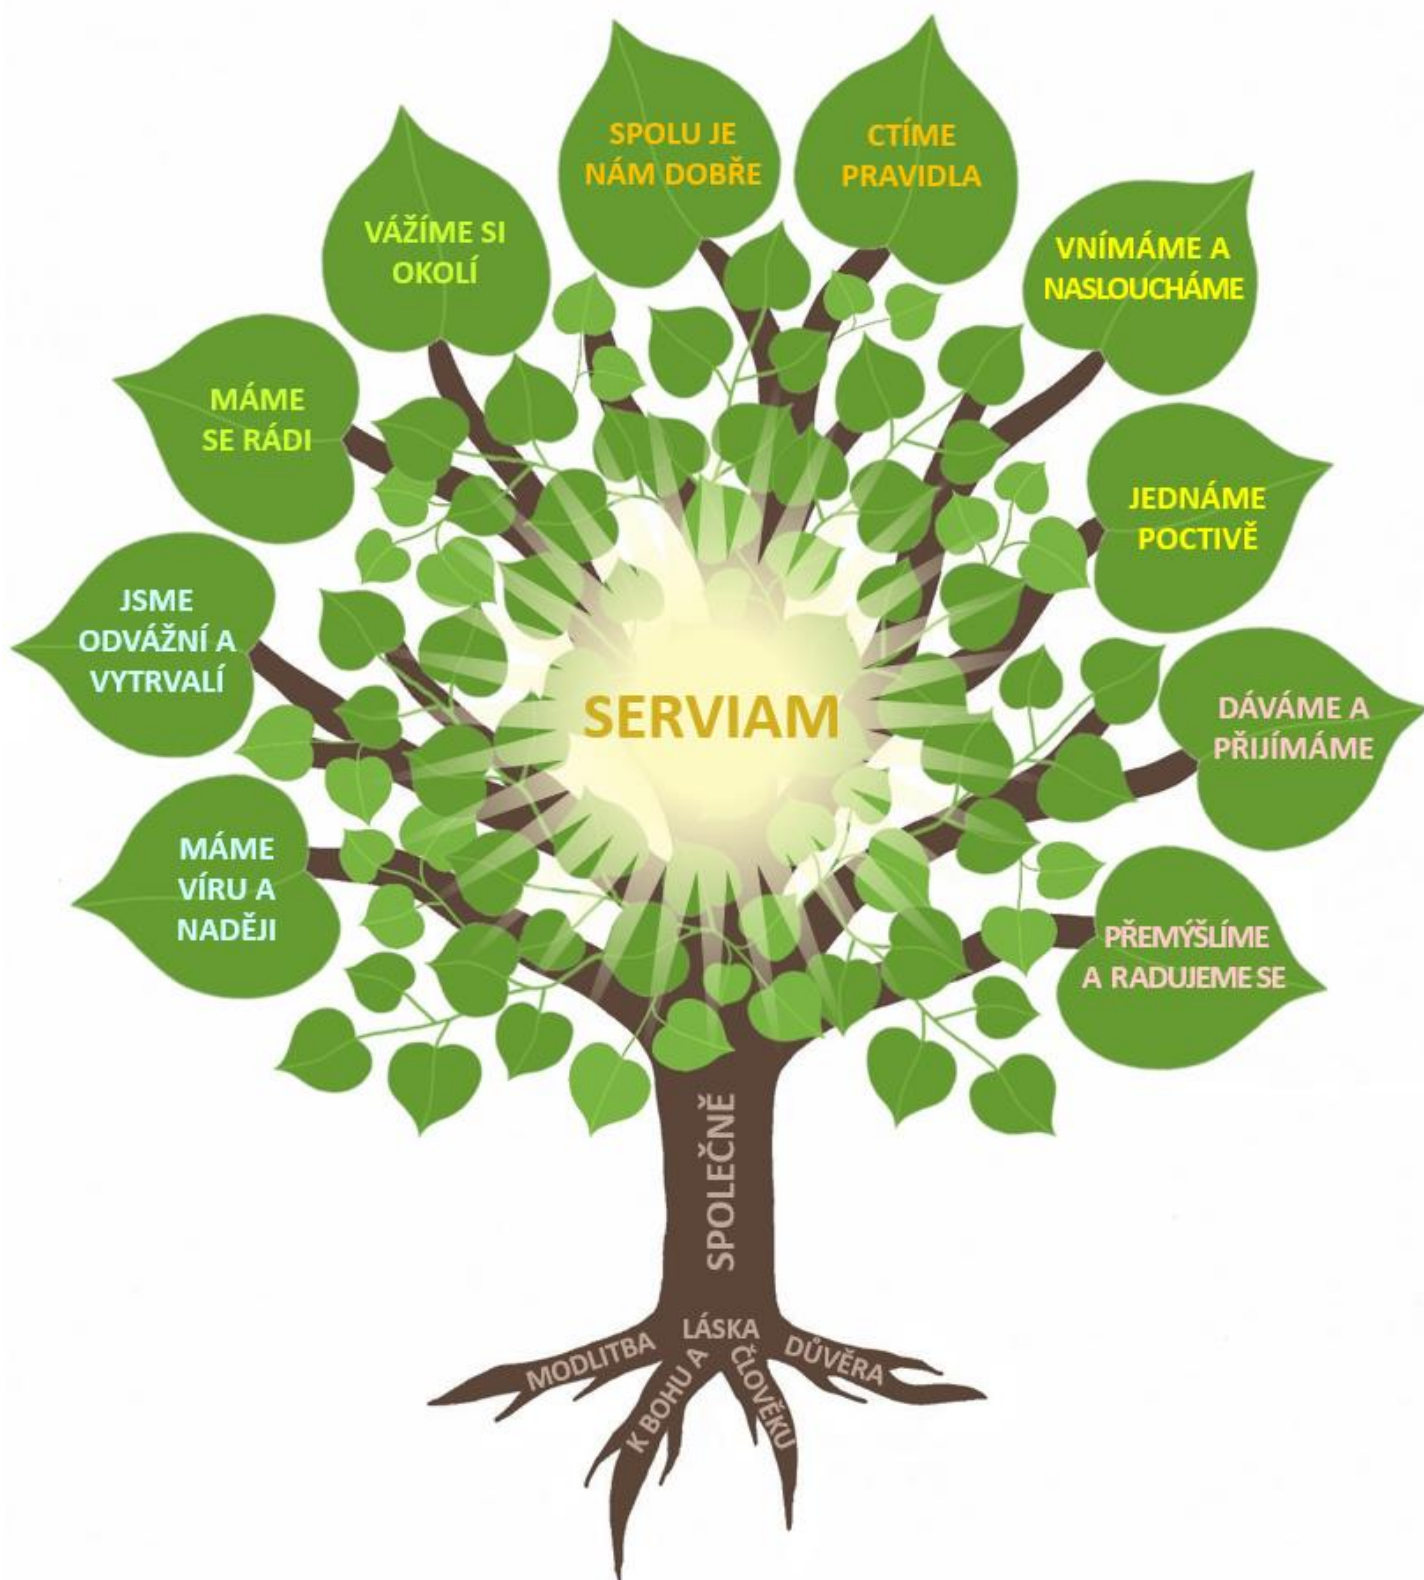 SPOLU JE
NÁM DOBŘE
CTÍME
PRAVIDLA
VÁŽÍME SI
OKOLÍ
VNÍMÁME A
NASLOUCHÁME
MÁME
SE RÁDI
JEDNÁME
POCTIVĚ
JSME
ODVÁŽNÍ A
VYTRVALÍ
SERVIAM
DÁVÁME A
PŘIJÍMÁME
MÁME
VÍRU A
NADĚJI
PŘEMÝŠLÍME
A RADUJEME SE
SPOLEČNĚ
MODLITBA
LÁSKA
K BOHU A
ČLOVĚKU
DŮVĚRA